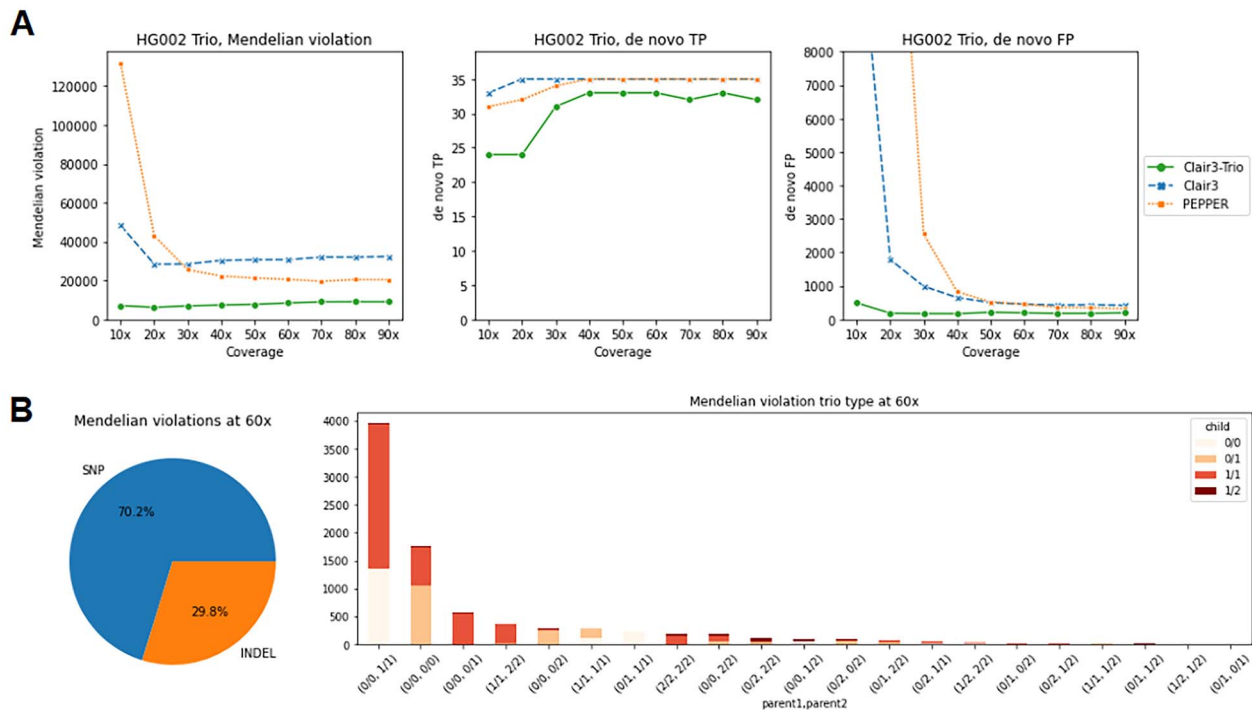 A
HG002 Trio, Mendelian violation
Mendelian violation
120000
100000
80000
60000
40000
20000
0
10x 20x 30x 40x 50x 60x 70x 80x 90x
Coverage
HG002 Trio, de novo TP
de novo TP
35
30
25
20
15
10
5
0
10x 20x 30x 40x 50x 60x 70x 80x 90x
Coverage
HG002 Trio, de novo FP
de novo FP
8000
7000
6000
5000
4000
3000
2000
1000
0
10x 20x 30x 40x 50x 60x 70x 80x 90x
Coverage
Clair3-Trio
Clair3
PEPPER
B
Mendelian violations at 60x
SNP
70.2%
29.8%
INDEL
Mendelian violation trio type at 60x
4000
3500
3000
2500
2000
1500
1000
500
0
child
0/0
0/1
1/1
1/2
(0/0, 1/1)
(0/0, 0/0)
(0/0, 0/1)
(1/1, 2/2)
(0/0, 0/2)
(1/1, 1/1)
(0/1, 1/1)
(2/2, 2/2)
(0/0, 2/2)
(0/2, 2/2)
(0/0, 1/2)
(0/2, 0/2)
(0/1, 2/2)
(0/2, 1/1)
(1/2, 2/2)
(0/1, 0/2)
(0/2, 1/2)
(1/1, 1/2)
(0/1, 1/2)
(1/2, 1/2)
(0/1, 0/1)
parent1,parent2